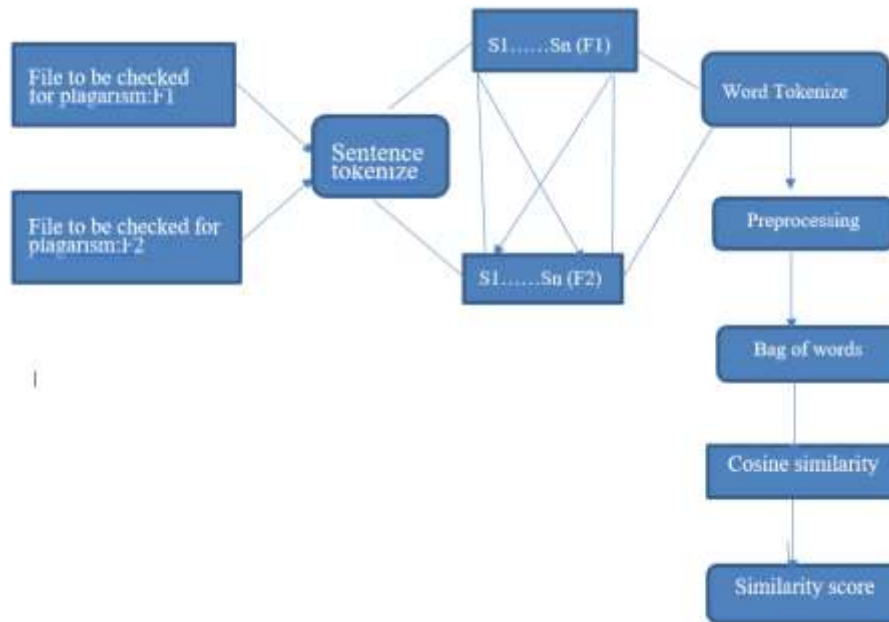 File to be checked
for plagarism:F1
File to be checked for
plagarism:F2
Sentence
tokenize
S1……Sn (F1)
S1……Sn (F2)
Word Tokenize
Preprocessing
Bag of words
Cosine similarity
Similarity score